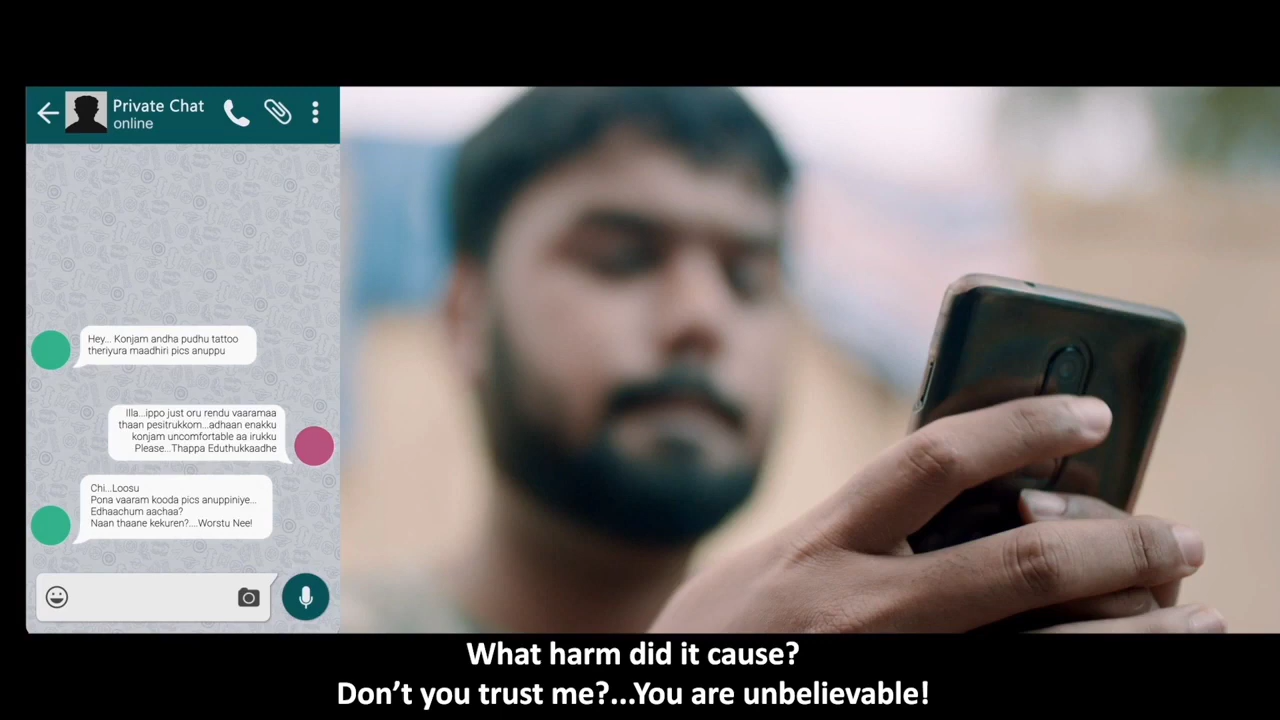 Private Chat
online
Hey... Konjam andha pudhu tattoo
theriyura maadhiri pics anuppu
Illa...ippo just oru rendu vaaramaa
thaan pesitrukkom...adhaan enakku
konjam uncomfortable aa irukku
Please...Thappa Eduthukkaadhe
Chi...Loosu
Pona vaaram kooda pics anuppiniye...
Edhaachum aachaa?
Naan thaane kekuren?....Worstu Nee!
What harm did it cause?
Don't you trust me?...You are unbelievable!